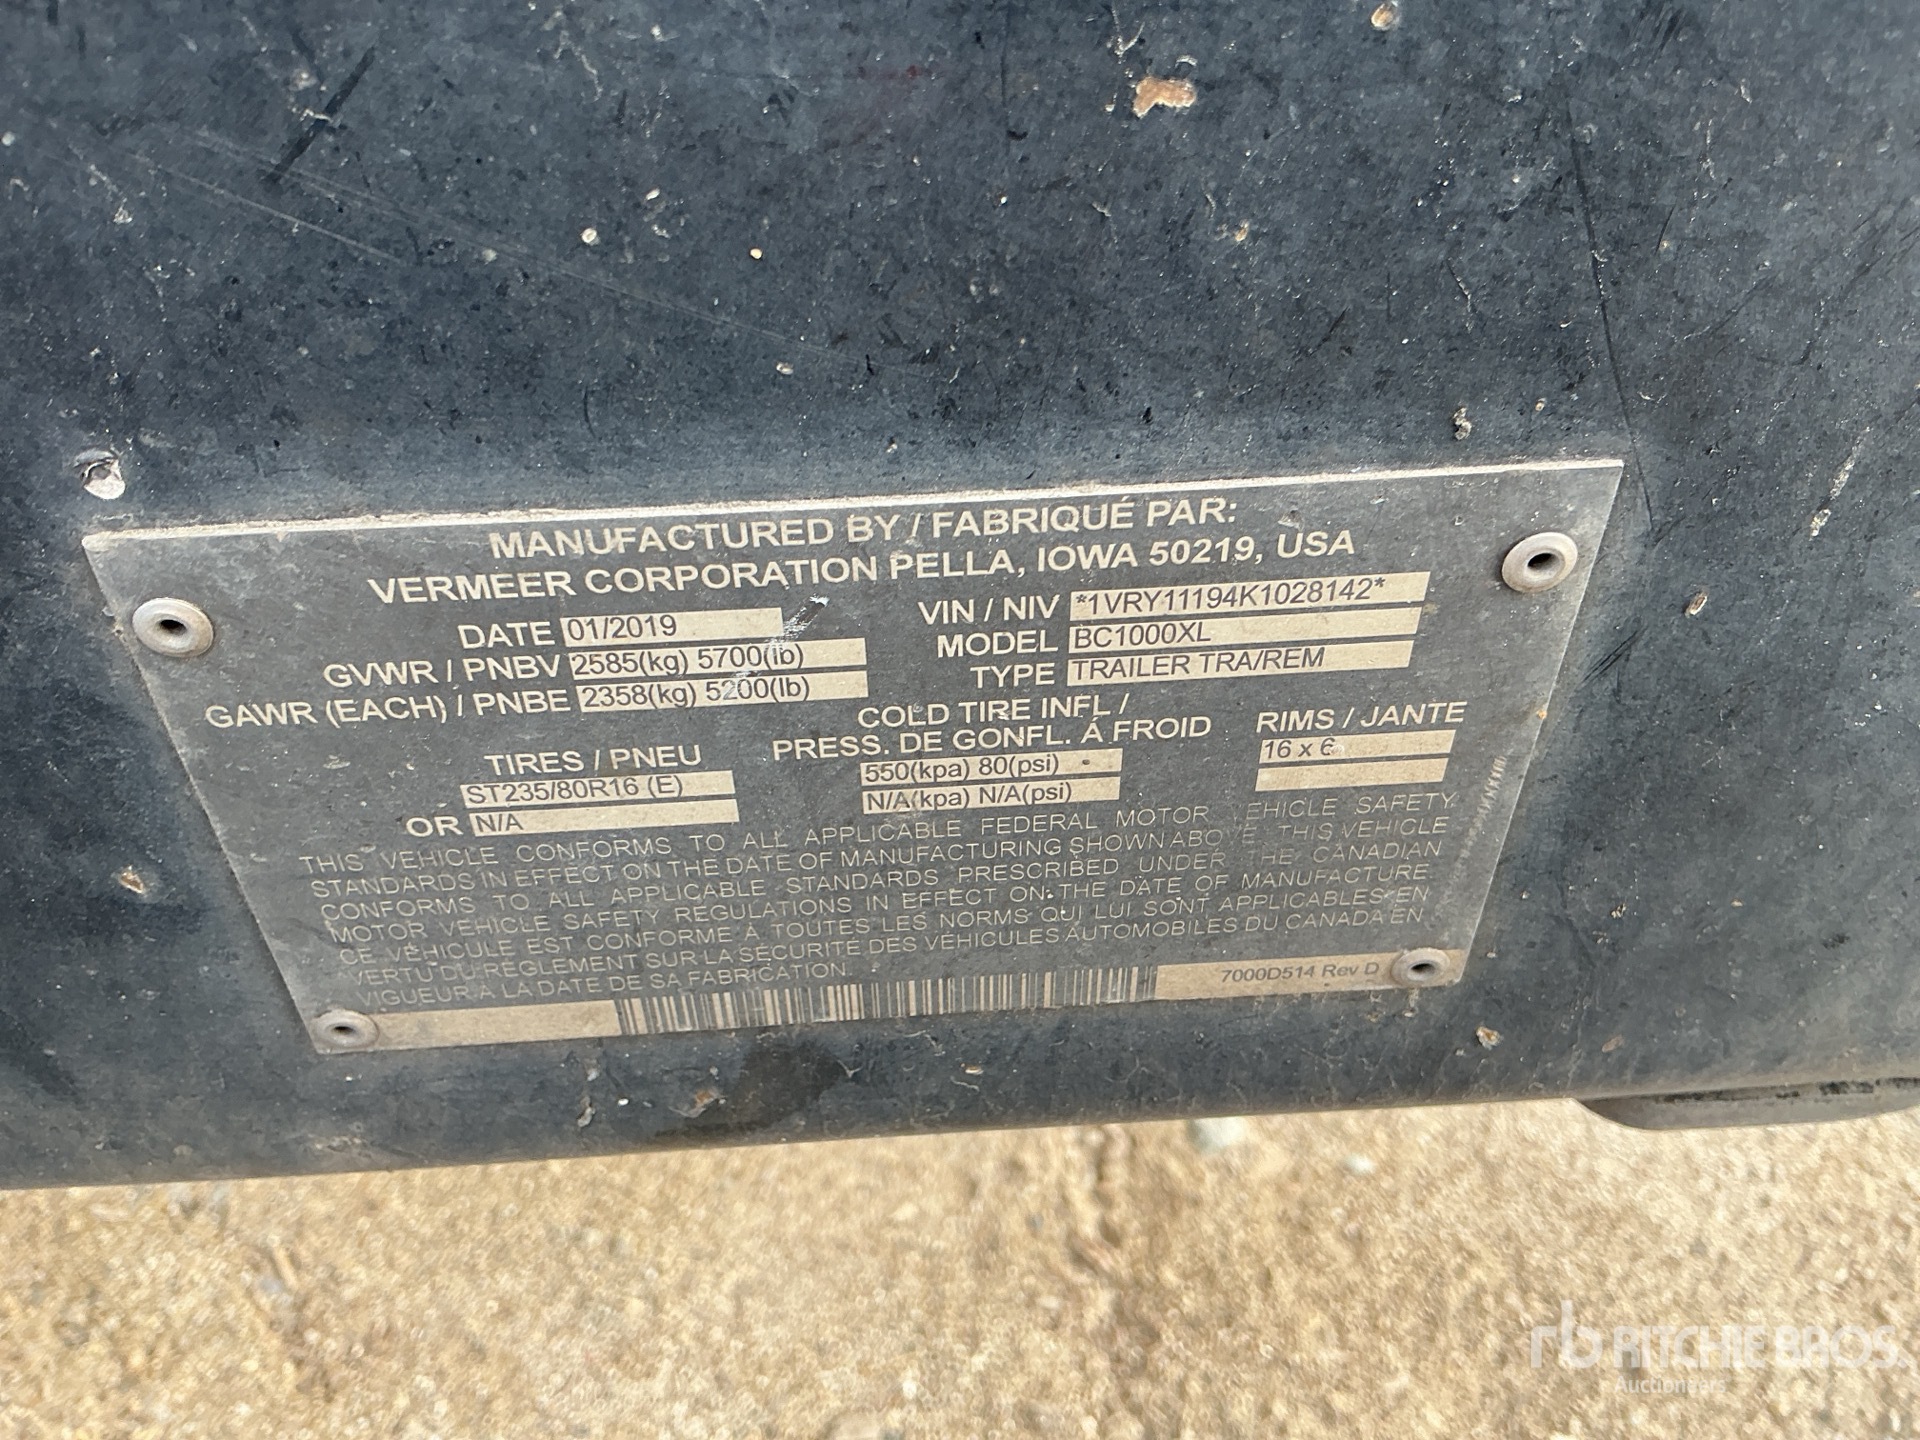 MANUFACTURED BY / FABRIQUÉ PAR:
VERMEER CORPORATION PELLA, IOWA 50219, USA
DATE 01/2019
VIN / NIV *1VRY11194K1028142*
GVWR / PNBV 2585(kg) 5700(lb)
MODEL BC1000XL
GAWR (EACH) / PNBE 2358(kg) 5200(lb)
TYPE TRAILER TRA/REM
TIRES / PNEU
COLD TIRE INFL /
PRESS. DE GONFL. Á FROID
RIMS / JANTE
ST235/80R16 (E)
550(kpa) 80(psi)
16 x 6
OR N/A
N/A(kpa) N/A(psi)
THIS VEHICLE CONFORMS TO ALL APPLICABLE FEDERAL MOTOR VEHICLE SAFETY
STANDARDS IN EFFECT ON THE DATE OF MANUFACTURING SHOWN ABOVE. THIS VEHICLE
CONFORMS TO ALL APPLICABLE STANDARDS PRESCRIBED UNDER THE CANADIAN
MOTOR VEHICLE SAFETY REGULATIONS IN EFFECT ON THE DATE OF MANUFACTURE
CE VÉHICULE EST CONFORME À TOUTES LES NORMS QUI LUI SONT APPLICABLES EN
VERTU DU RÈGLEMENT SUR LA SÉCURITÉ DES VÉHICULES AUTOMOBILES DU CANADA EN
VIGUEUR À LA DATE DE SA FABRICATION.
7000D514 Rev D
rb RITCHIE BROS.
Auctioneers